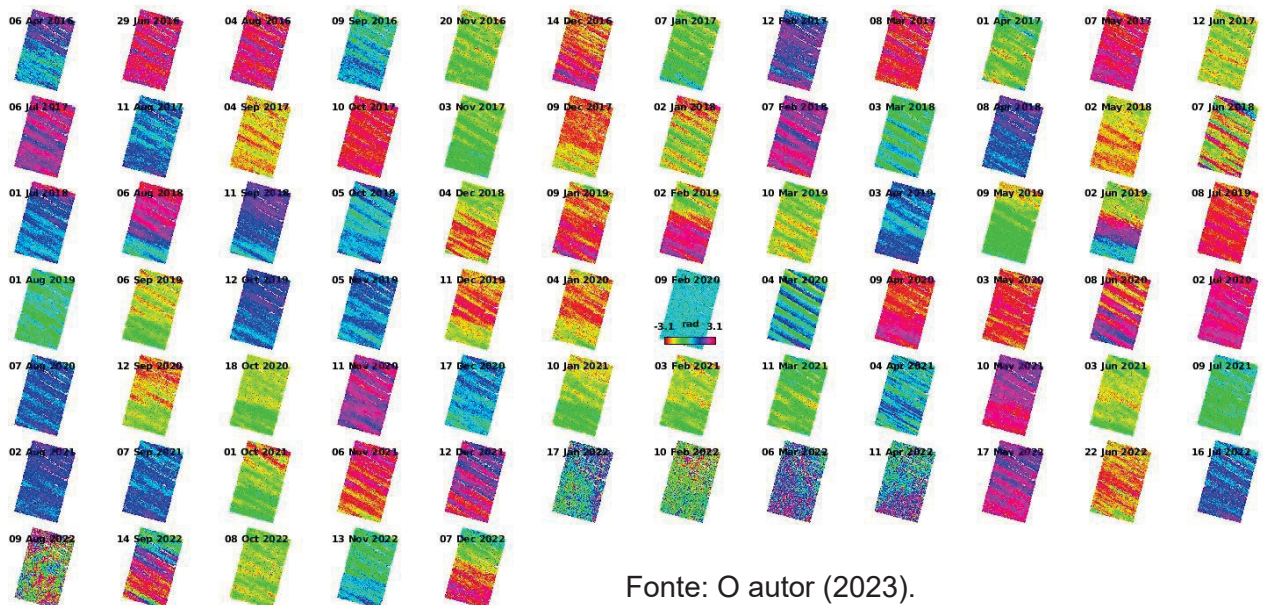 06 Apr 2016 29 Jun 2016 04 Aug 2016 09 Sep 2016 20 Nov 2016 14 Dec 2016 07 Jan 2017 12 Feb 2017 08 Mar 2017 01 Apr 2017 07 May 2017 12 Jun 2017
06 Jul 2017 11 Aug 2017 04 Sep 2017 10 Oct 2017 03 Nov 2017 09 Dec 2017 02 Jan 2018 07 Feb 2018 03 Mar 2018 08 Apr 2018 02 May 2018 07 Jun 2018
01 Jul 2018 06 Aug 2018 11 Sep 2018 05 Oct 2018 04 Dec 2018 09 Jan 2019 02 Feb 2019 10 Mar 2019 03 Apr 2019 09 May 2019 02 Jun 2019 08 Jul 2019
01 Aug 2019 06 Sep 2019 12 Oct 2019 05 Nov 2019 11 Dec 2019 04 Jan 2020 09 Feb 2020 04 Mar 2020 09 Apr 2020 03 May 2020 08 Jun 2020 02 Jul 2020
-3.1 rad 3.1
07 Aug 2020 12 Sep 2020 18 Oct 2020 11 Nov 2020 17 Dec 2020 10 Jan 2021 03 Feb 2021 11 Mar 2021 04 Apr 2021 10 May 2021 03 Jun 2021 09 Jul 2021
02 Aug 2021 07 Sep 2021 01 Oct 2021 06 Nov 2021 12 Dec 2021 17 Jan 2022 10 Feb 2022 06 Mar 2022 11 Apr 2022 17 May 2022 22 Jun 2022 16 Jul 2022
09 Aug 2022 14 Sep 2022 08 Oct 2022 13 Nov 2022 07 Dec 2022
Fonte: O autor (2023).